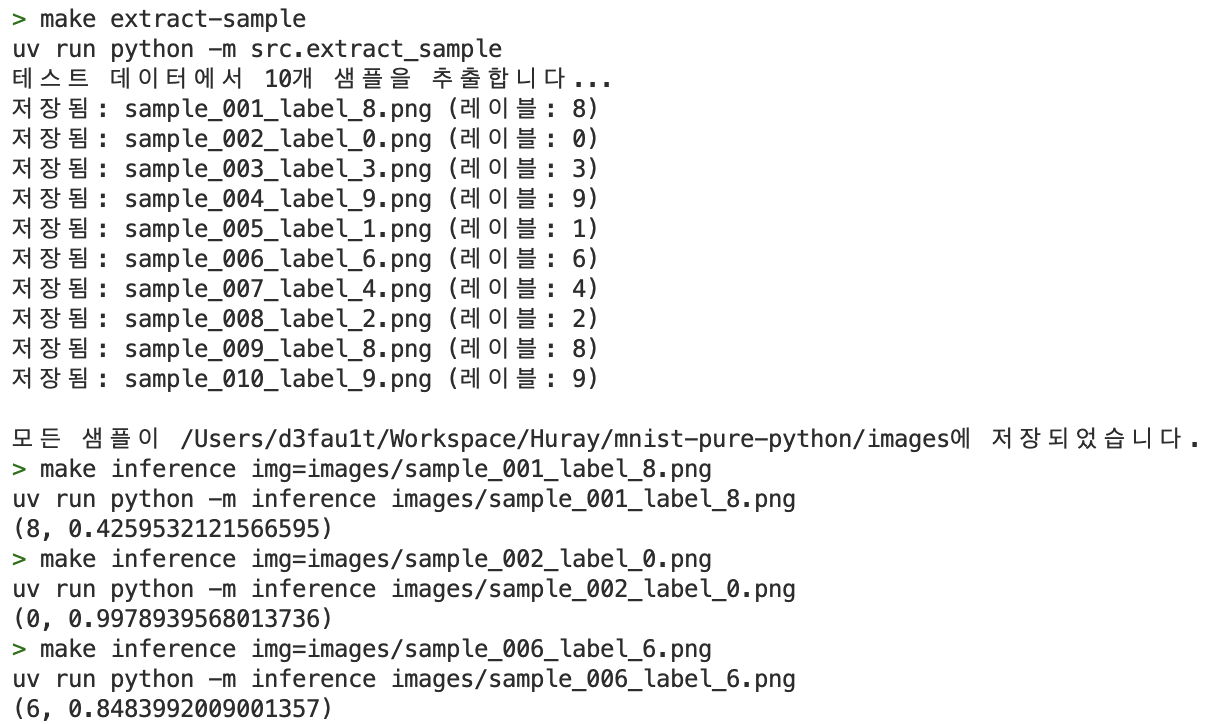 > make extract-sample
uv run python -m src.extract_sample
테스트 데이터에서 10개 샘플을 추출합니다...
저장됨: sample_001_label_8.png (레이블: 8)
저장됨: sample_002_label_0.png (레이블: 0)
저장됨: sample_003_label_3.png (레이블: 3)
저장됨: sample_004_label_9.png (레이블: 9)
저장됨: sample_005_label_1.png (레이블: 1)
저장됨: sample_006_label_6.png (레이블: 6)
저장됨: sample_007_label_4.png (레이블: 4)
저장됨: sample_008_label_2.png (레이블: 2)
저장됨: sample_009_label_8.png (레이블: 8)
저장됨: sample_010_label_9.png (레이블: 9)
모든 샘플이 /Users/d3fau1t/Workspace/Huray/mnist-pure-python/images에 저장되었습니다.
> make inference img=images/sample_001_label_8.png
uv run python -m inference images/sample_001_label_8.png
(8, 0.4259532121566595)
> make inference img=images/sample_002_label_0.png
uv run python -m inference images/sample_002_label_0.png
(0, 0.9978939568013736)
> make inference img=images/sample_006_label_6.png
uv run python -m inference images/sample_006_label_6.png
(6, 0.8483992009001357)